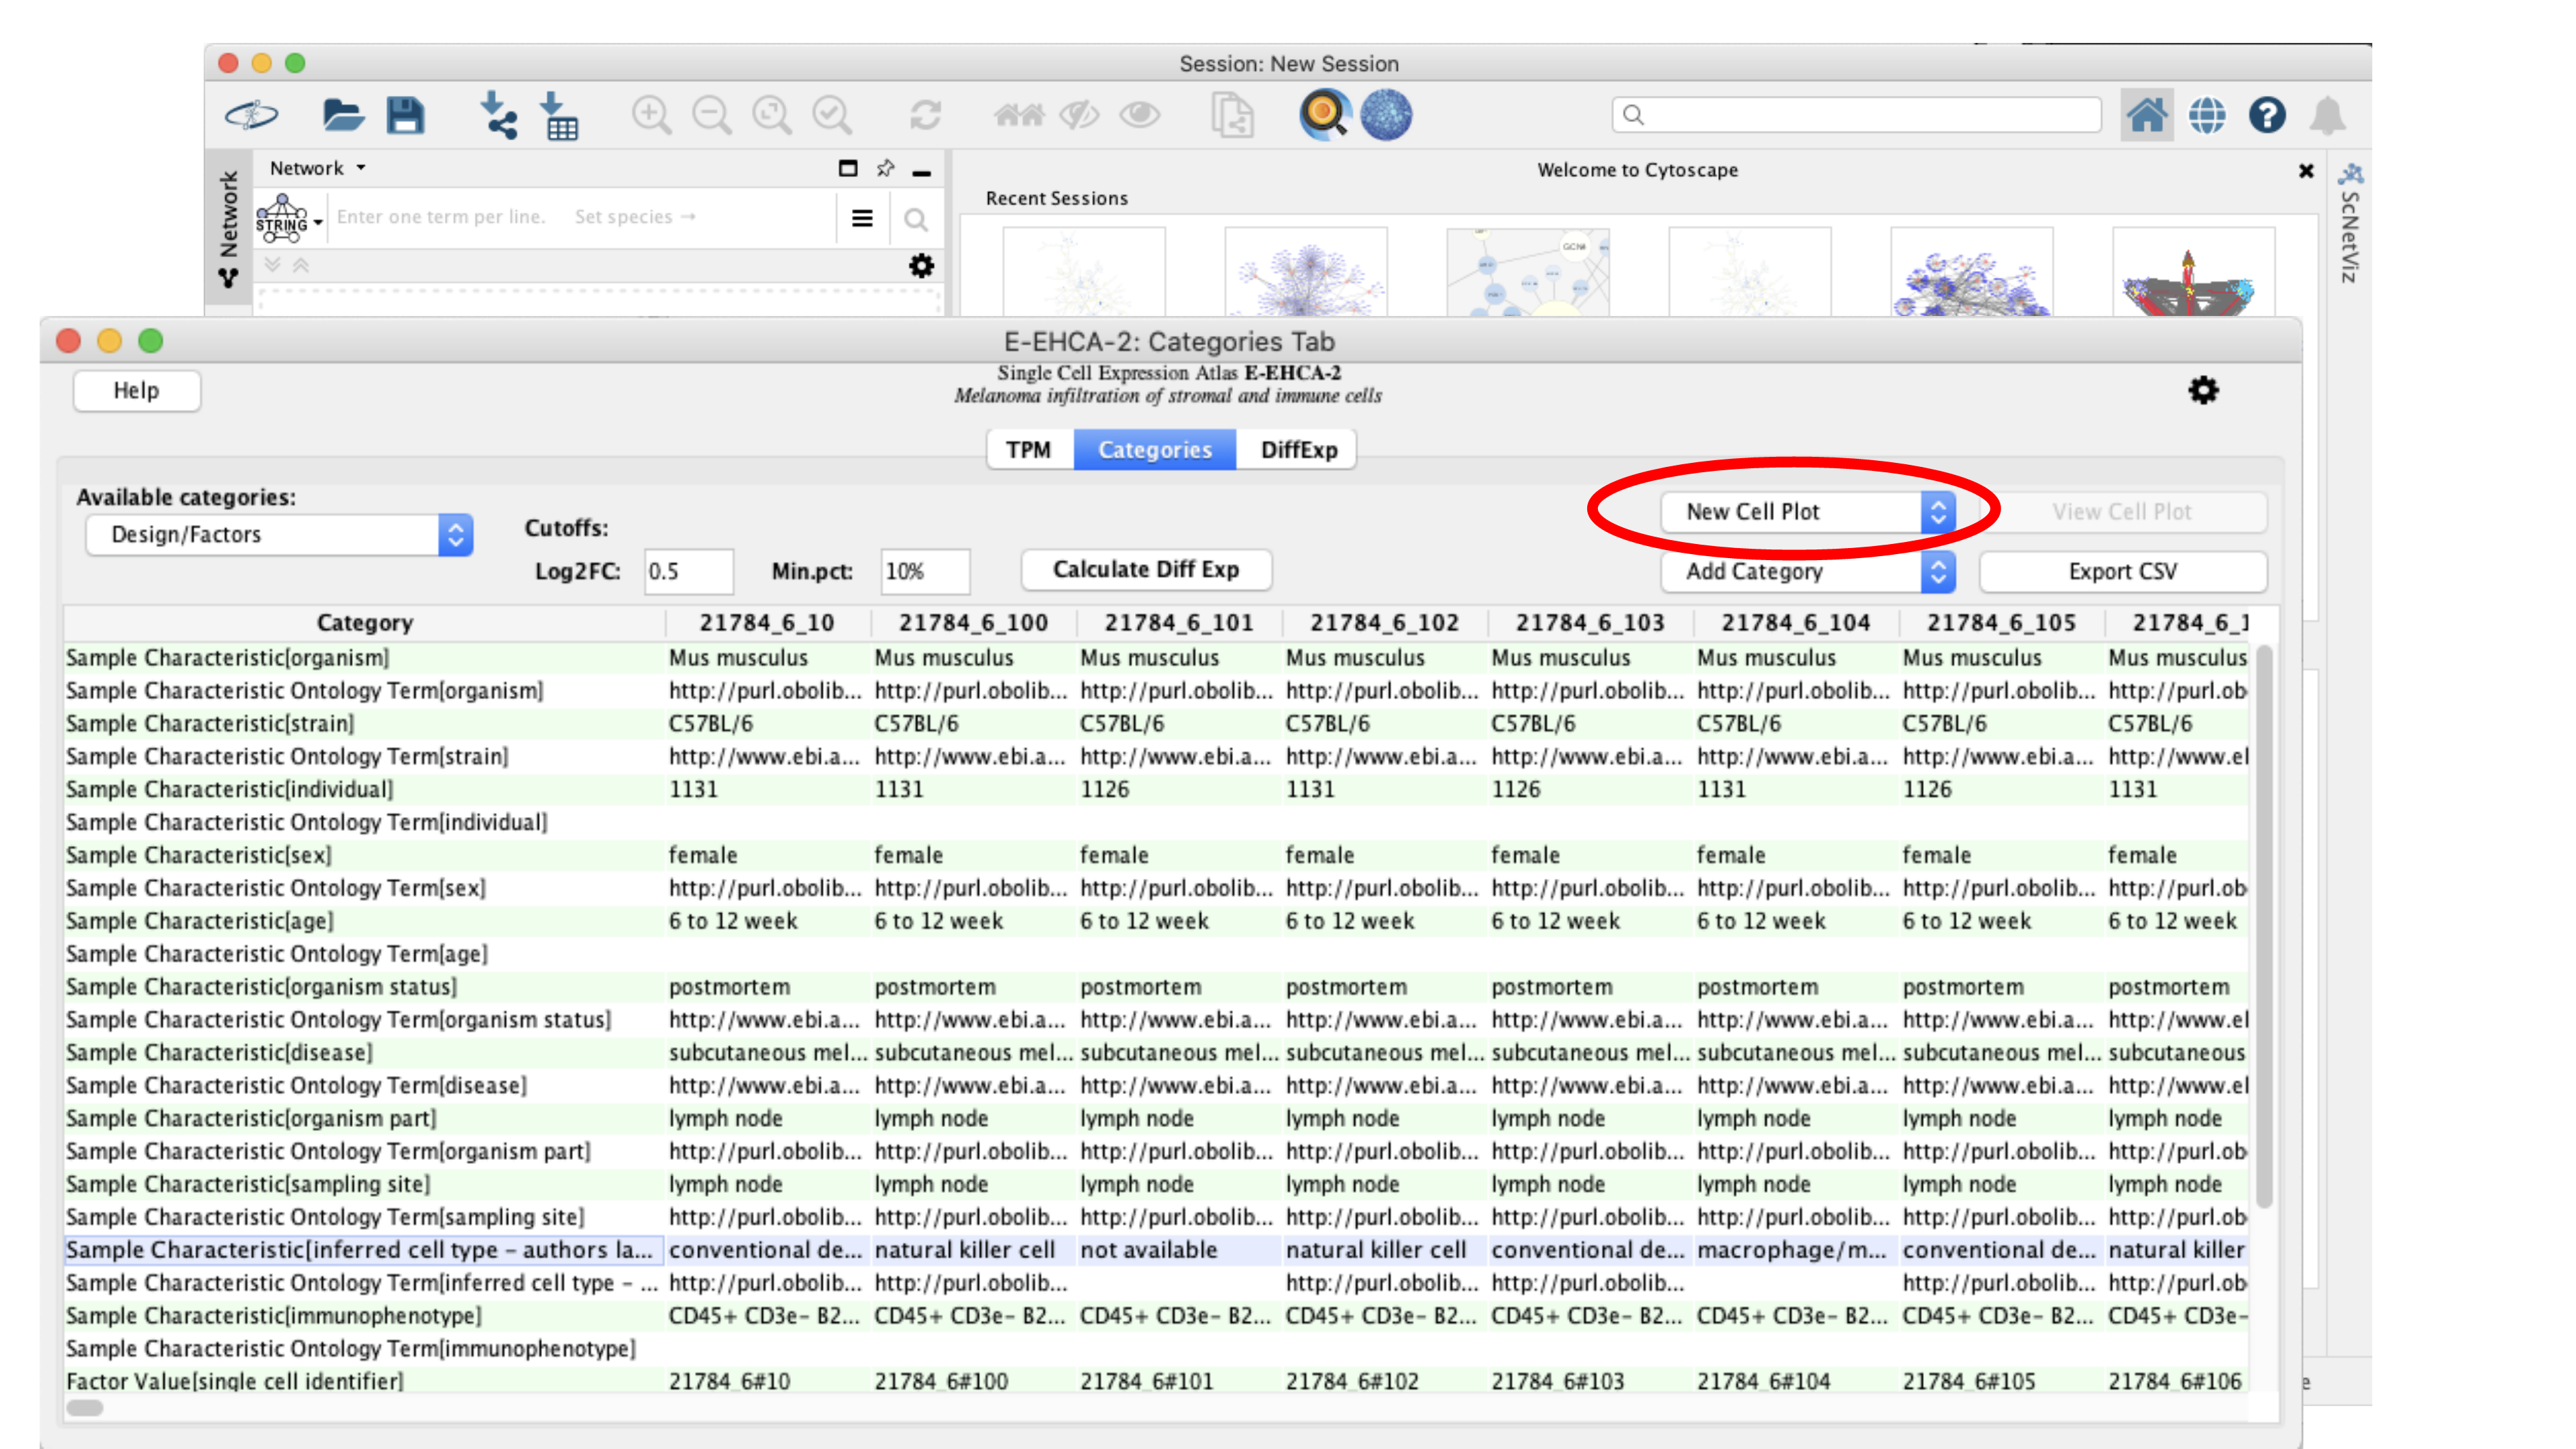 Session: New Session
Network
Network
STRING
Enter one term per line. Set species →
Welcome to Cytoscape
Recent Sessions
GCN4
ScNetViz
E-EHCA-2: Categories Tab
Help
Single Cell Expression Atlas E-EHCA-2
Melanoma infiltration of stromal and immune cells
TPM Categories DiffExp
Available categories:
Design/Factors
Cutoffs:
Log2FC: 0.5 Min.pct: 10% Calculate Diff Exp
New Cell Plot View Cell Plot
Add Category Export CSV
Category 21784_6_10 21784_6_100 21784_6_101 21784_6_102 21784_6_103 21784_6_104 21784_6_105 21784_6_1
Sample Characteristic[organism] Mus musculus Mus musculus Mus musculus Mus musculus Mus musculus Mus musculus Mus musculus Mus musculus
Sample Characteristic Ontology Term[organism] http://purl.obolib... http://purl.obolib... http://purl.obolib... http://purl.obolib... http://purl.obolib... http://purl.obolib... http://purl.obolib... http://purl.ob
Sample Characteristic[strain] C57BL/6 C57BL/6 C57BL/6 C57BL/6 C57BL/6 C57BL/6 C57BL/6 C57BL/6
Sample Characteristic Ontology Term[strain] http://www.ebi.a... http://www.ebi.a... http://www.ebi.a... http://www.ebi.a... http://www.ebi.a... http://www.ebi.a... http://www.ebi.a... http://www.e
Sample Characteristic[individual] 1131 1131 1126 1131 1126 1131 1126 1131
Sample Characteristic Ontology Term[individual]
Sample Characteristic[sex] female female female female female female female female
Sample Characteristic Ontology Term[sex] http://purl.obolib... http://purl.obolib... http://purl.obolib... http://purl.obolib... http://purl.obolib... http://purl.obolib... http://purl.obolib... http://purl.ob
Sample Characteristic[age] 6 to 12 week 6 to 12 week 6 to 12 week 6 to 12 week 6 to 12 week 6 to 12 week 6 to 12 week 6 to 12 week
Sample Characteristic Ontology Term[age]
Sample Characteristic[organism status] postmortem postmortem postmortem postmortem postmortem postmortem postmortem postmortem
Sample Characteristic Ontology Term[organism status] http://www.ebi.a... http://www.ebi.a... http://www.ebi.a... http://www.ebi.a... http://www.ebi.a... http://www.ebi.a... http://www.ebi.a... http://www.e
Sample Characteristic[disease] subcutaneous mel... subcutaneous mel... subcutaneous mel... subcutaneous mel... subcutaneous mel... subcutaneous mel... subcutaneous mel... subcutaneous
Sample Characteristic Ontology Term[disease] http://www.ebi.a... http://www.ebi.a... http://www.ebi.a... http://www.ebi.a... http://www.ebi.a... http://www.ebi.a... http://www.ebi.a... http://www.e
Sample Characteristic[organism part] lymph node lymph node lymph node lymph node lymph node lymph node lymph node lymph node
Sample Characteristic Ontology Term[organism part] http://purl.obolib... http://purl.obolib... http://purl.obolib... http://purl.obolib... http://purl.obolib... http://purl.obolib... http://purl.obolib... http://purl.ob
Sample Characteristic[sampling site] lymph node lymph node lymph node lymph node lymph node lymph node lymph node lymph node
Sample Characteristic Ontology Term[sampling site] http://purl.obolib... http://purl.obolib... http://purl.obolib... http://purl.obolib... http://purl.obolib... http://purl.obolib... http://purl.obolib... http://purl.ob
Sample Characteristic[inferred cell type – authors la... conventional de... natural killer cell not available natural killer cell conventional de... macrophage/m... conventional de... natural killer
Sample Characteristic Ontology Term[inferred cell type – ... http://purl.obolib... http://purl.obolib... http://purl.obolib... http://purl.obolib... http://purl.obolib... http://purl.ob
Sample Characteristic[immunophenotype] CD45+ CD3e– B2... CD45+ CD3e– B2... CD45+ CD3e– B2... CD45+ CD3e– B2... CD45+ CD3e– B2... CD45+ CD3e– B2... CD45+ CD3e– B2... CD45+ CD3e–
Sample Characteristic Ontology Term[immunophenotype]
Factor Value[single cell identifier] 21784_6#10 21784_6#100 21784_6#101 21784_6#102 21784_6#103 21784_6#104 21784_6#105 21784_6#106